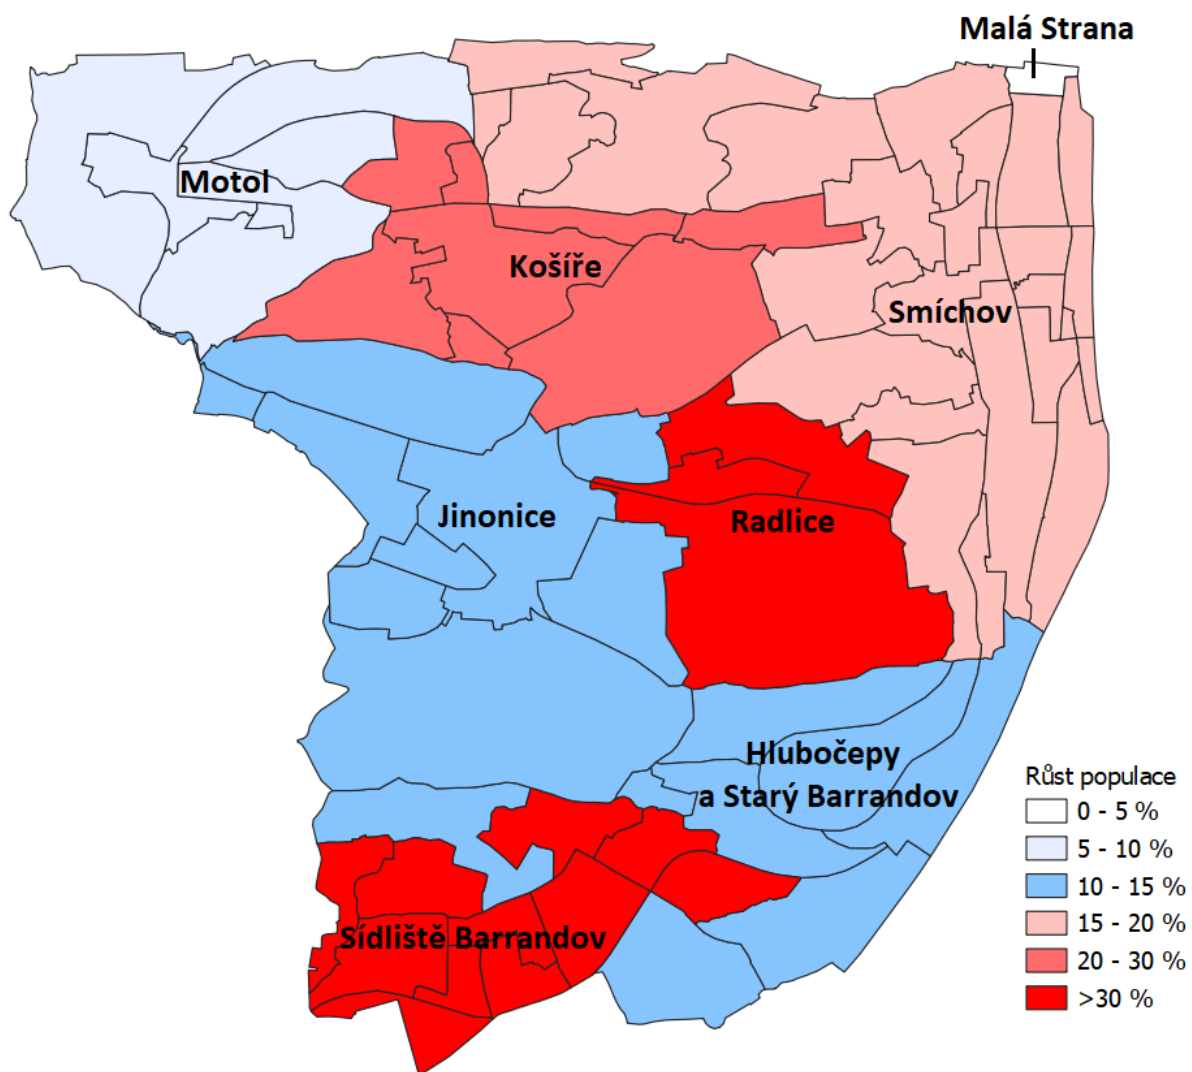 Malá Strana
Motol
Košíře
Smíchov
Jinonice
Radlice
Hlubočepy
a Starý Barrandov
Sídliště Barrandov
Růst populace
0 - 5 %
5 - 10 %
10 - 15 %
15 - 20 %
20 - 30 %
>30 %